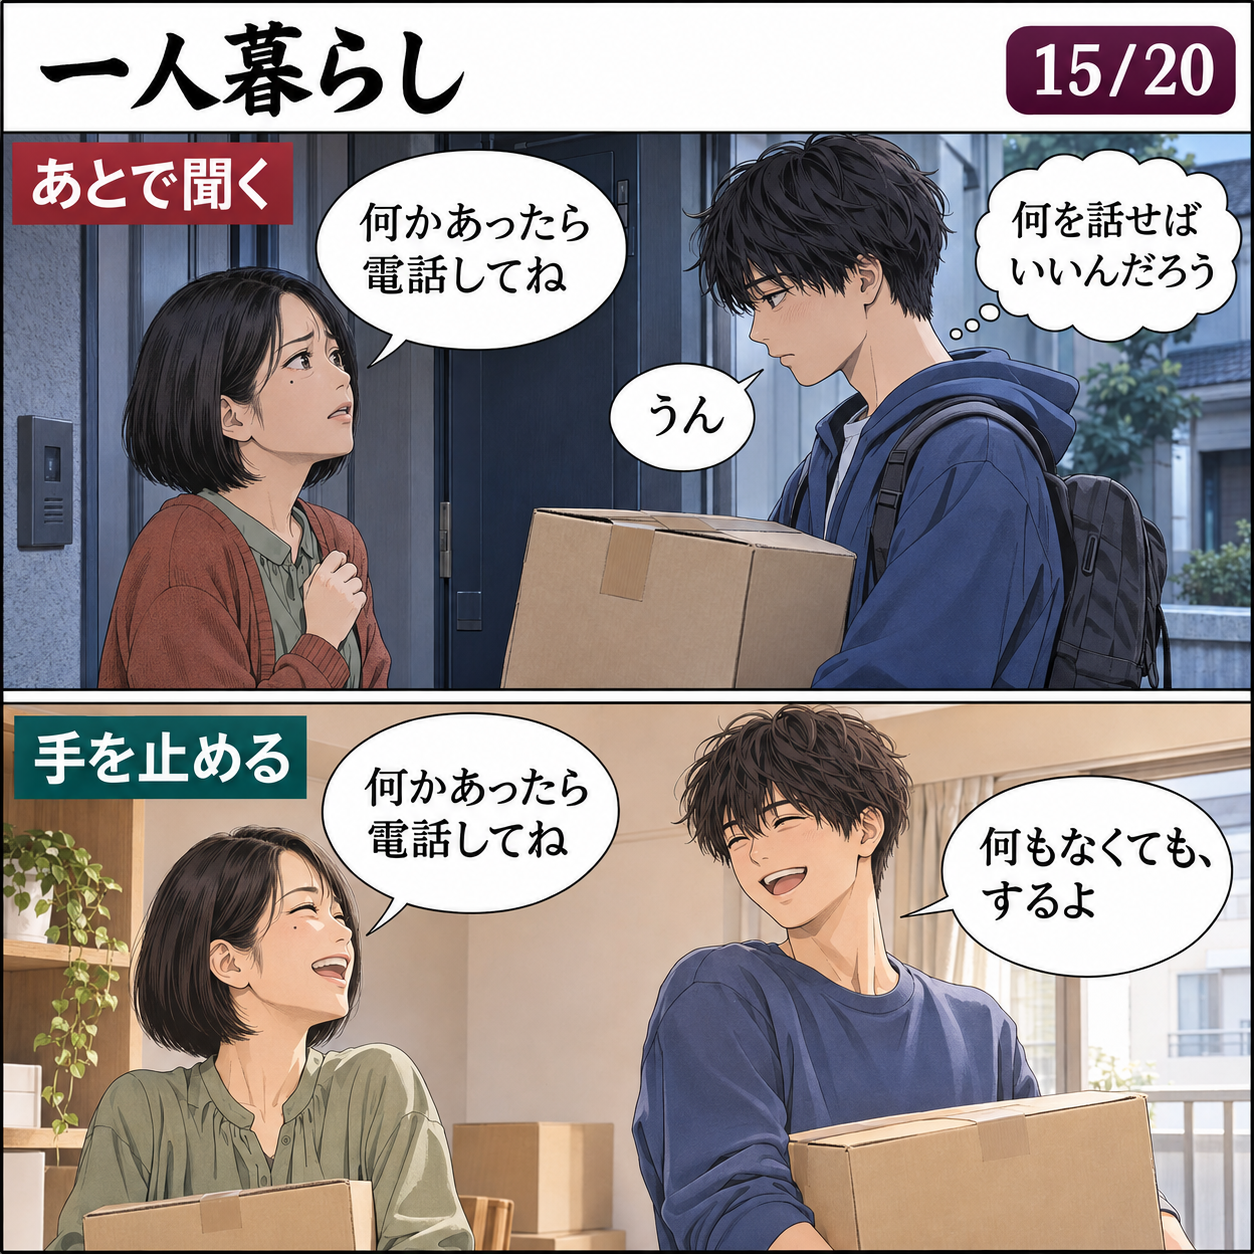 一人暮らし
15/20
あとで聞く
何かあったら
電話してね
うん
何を話せば
いいんだろう
手を止める
何かあったら
電話してね
何もなくても、
するよ